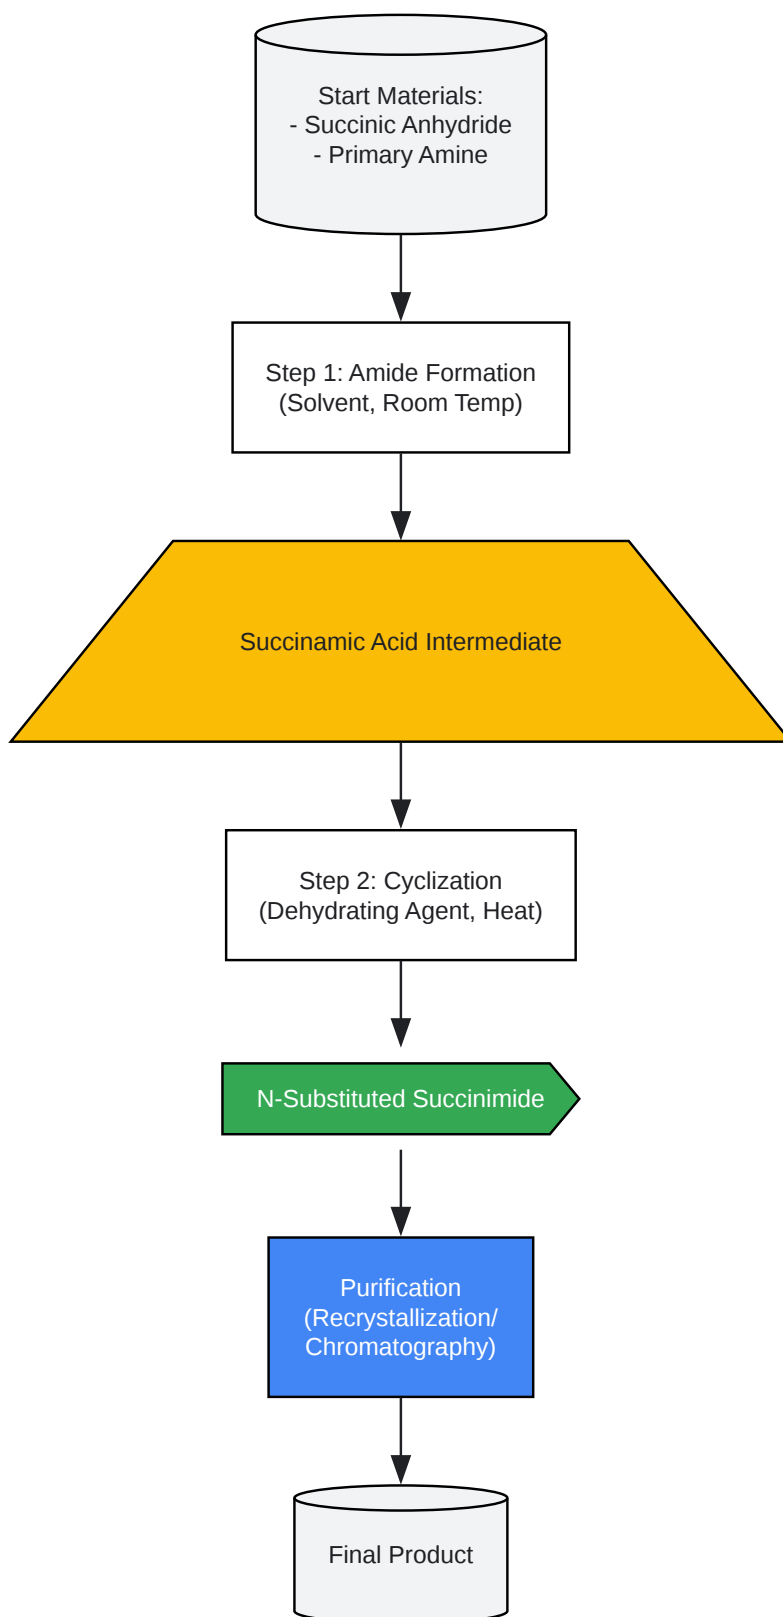 Start Materials:
- Succinic Anhydride
- Primary Amine
Step 1: Amide Formation
(Solvent, Room Temp)
Succinamic Acid Intermediate
Step 2: Cyclization
(Dehydrating Agent, Heat)
N-Substituted Succinimide
Purification
(Recrystallization/
Chromatography)
Final Product